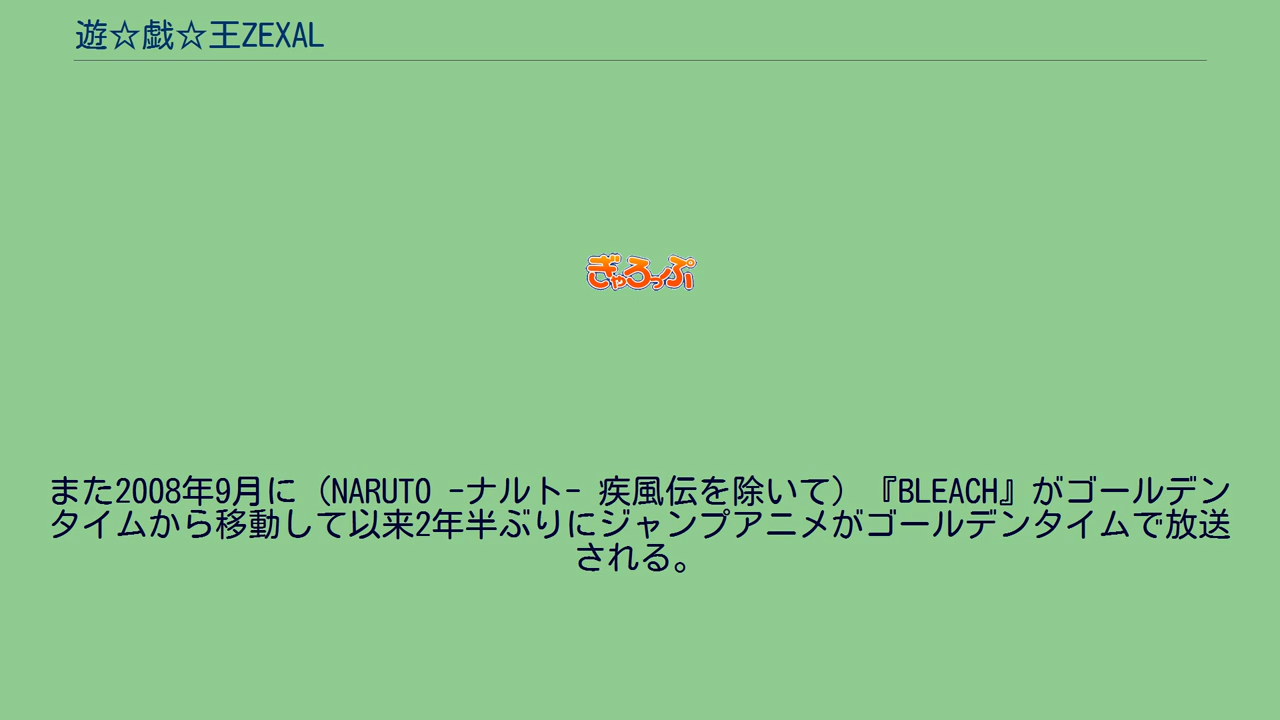 遊☆戯☆王ZEXAL
ぎゃろっぷ
また2008年9月に（NARUTO -ナルト- 疾風伝を除いて）『BLEACH』がゴールデン
タイムから移動して以来2年半ぶりにジャンプアニメがゴールデンタイムで放送
される。